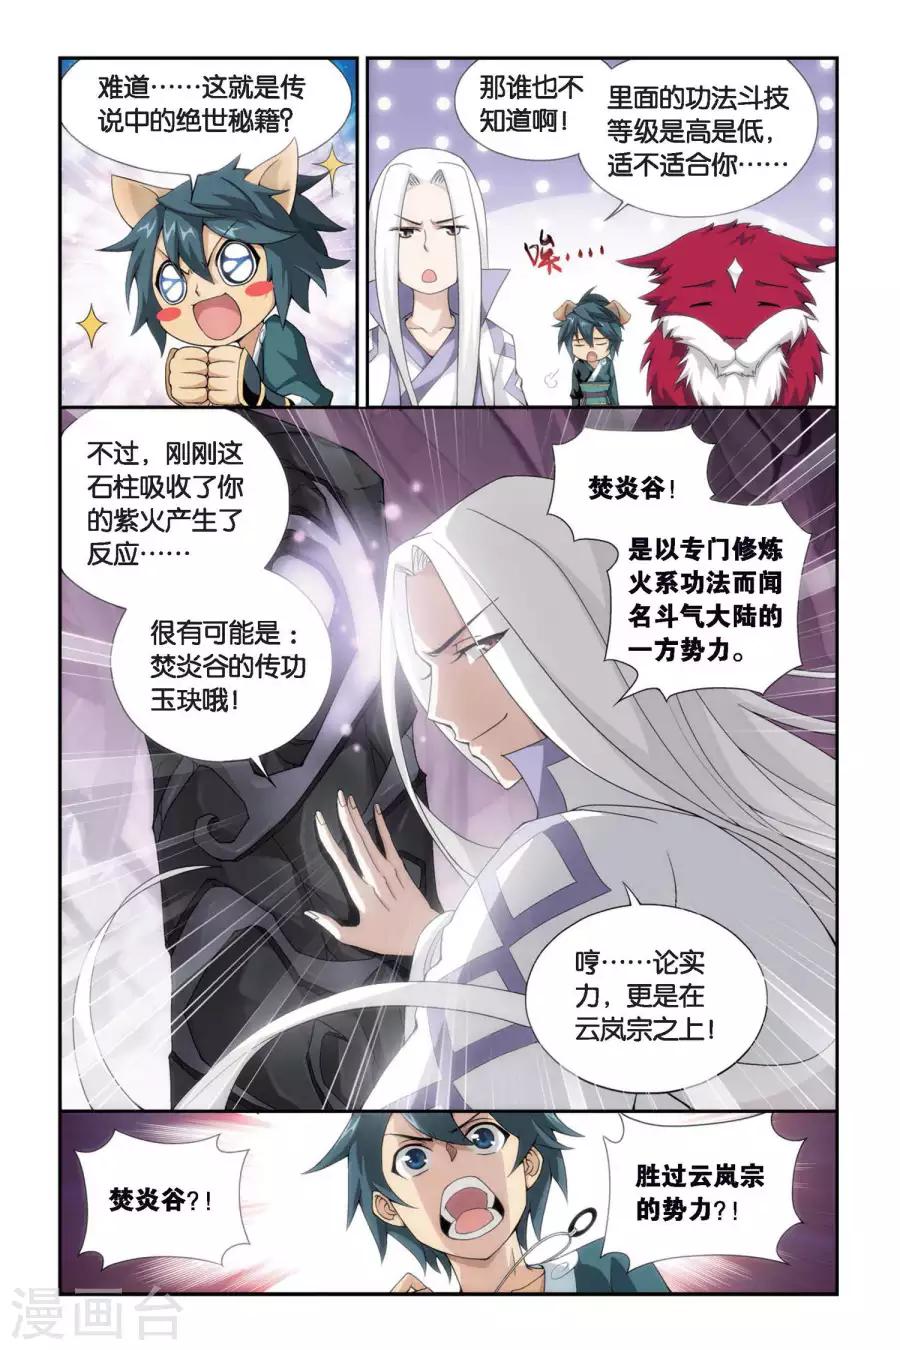 难道……这就是传
说中的绝世秘籍？
那谁也不
知道啊！
里面的功法斗技
等级是高是低，
适不适合你……
唉....
不过，刚刚这
石柱吸收了你
的紫火产生了
反应……
很有可能是：
焚炎谷的传功
玉玦哦！
焚炎谷！
是以专门修炼
火系功法而闻
名斗气大陆的
一方势力。
哼……论实
力，更是在
云岚宗之上！
焚炎谷？！
胜过云岚宗
的势力？！
漫画台